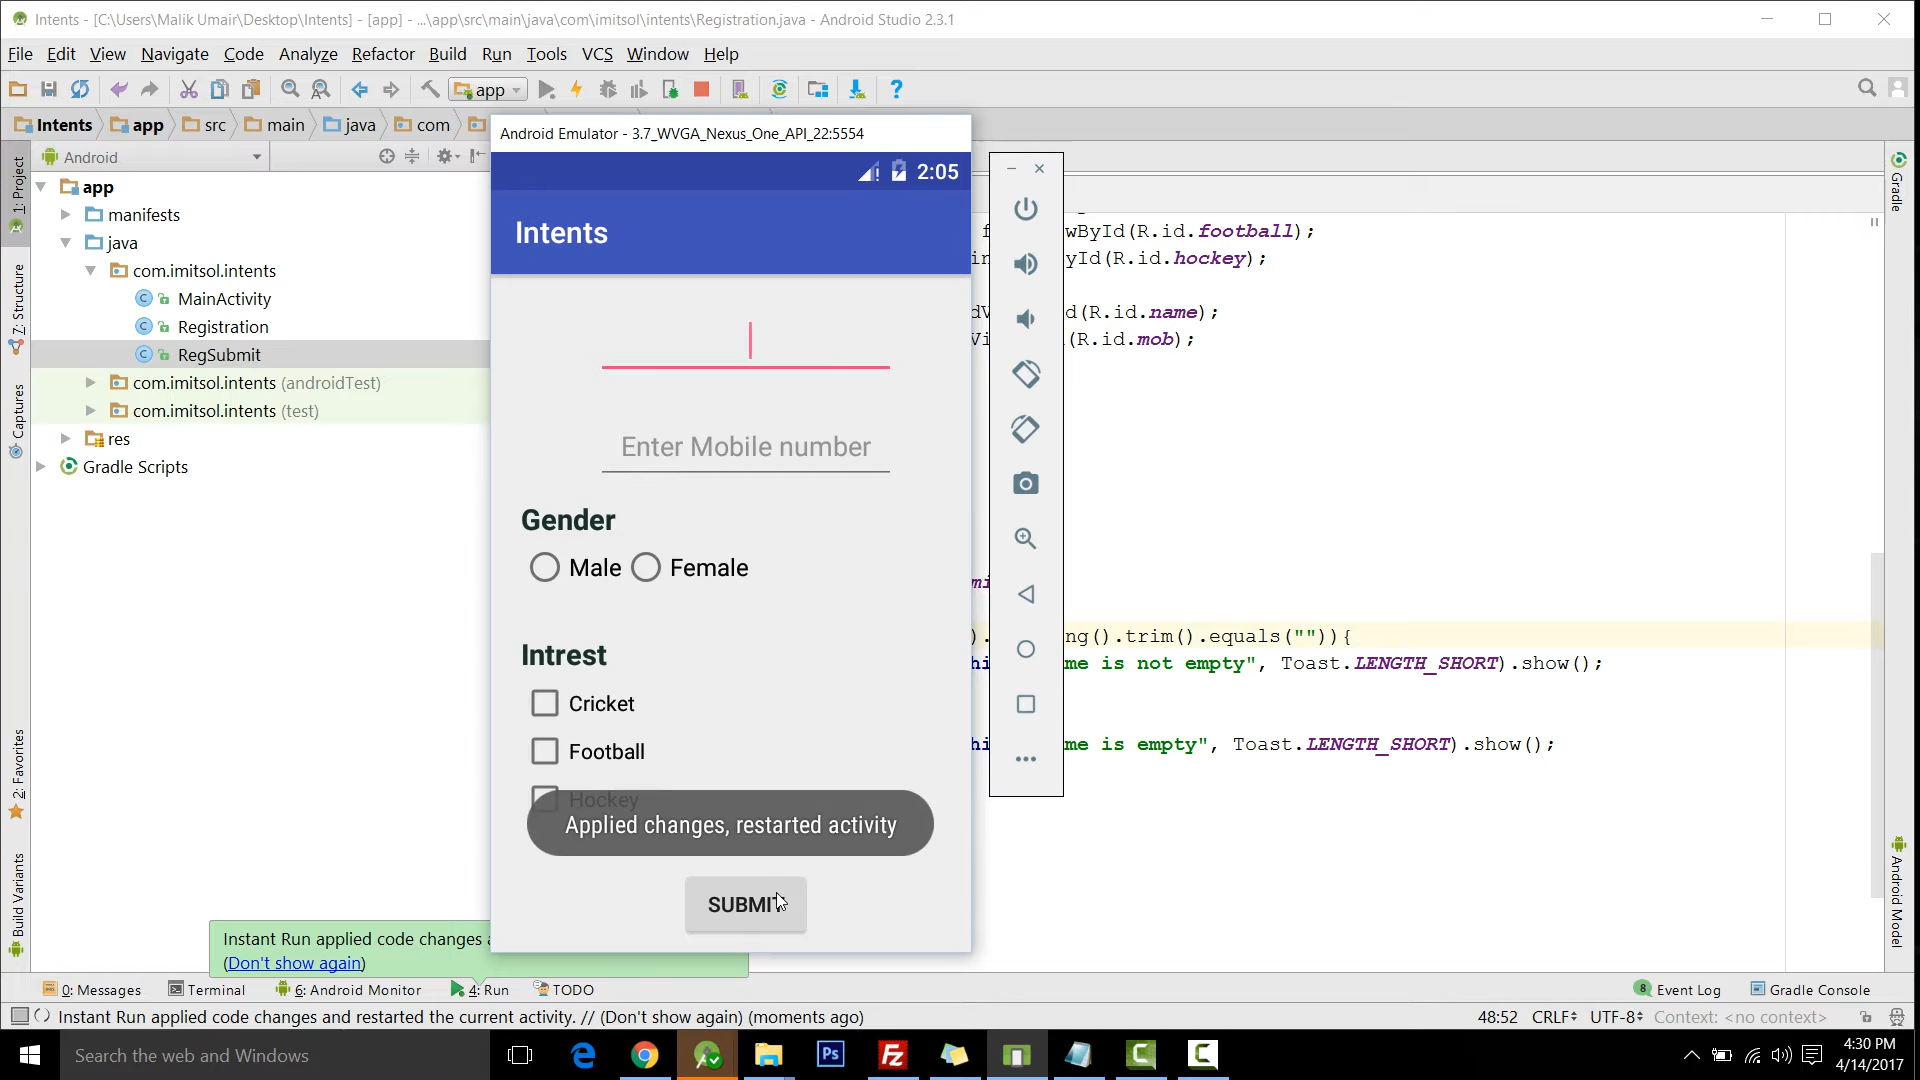 Intents - [C:\Users\Malik Umair\Desktop\Intents] - [app] - ...\app\src\main\java\com\imitsol\intents\Registration.java - Android Studio 2.3.1
File Edit View Navigate Code Analyze Refactor Build Run Tools VCS Window Help
app
Intents app src main java com
Android Emulator - 3.7_WVGA_Nexus_One_API_22:5554
Android
2:05
app
manifests
java
com.imitsol.intents
MainActivity
Registration
RegSubmit
com.imitsol.intents (androidTest)
com.imitsol.intents (test)
res
Gradle Scripts
1: Project
7: Structure
Captures
2: Favorites
Build Variants
Intents
Enter Mobile number
Gender
Male Female
Intrest
Cricket
Football
Hockey
Applied changes, restarted activity
SUBMIT
wById(R.id.football);
yId(R.id.hockey);
d(R.id.name);
(R.id.mob);
ng().trim().equals("")){
me is not empty", Toast.LENGTH_SHORT).show();
me is empty", Toast.LENGTH_SHORT).show();
Gradle
Android Model
Instant Run applied code changes a
(Don't show again)
0: Messages Terminal 6: Android Monitor 4: Run TODO 8 Event Log Gradle Console
Instant Run applied code changes and restarted the current activity. // (Don't show again) (moments ago) 48:52 CRLF UTF-8 Context: <no context>
Search the web and Windows
Ps
Fz
4:30 PM
4/14/2017